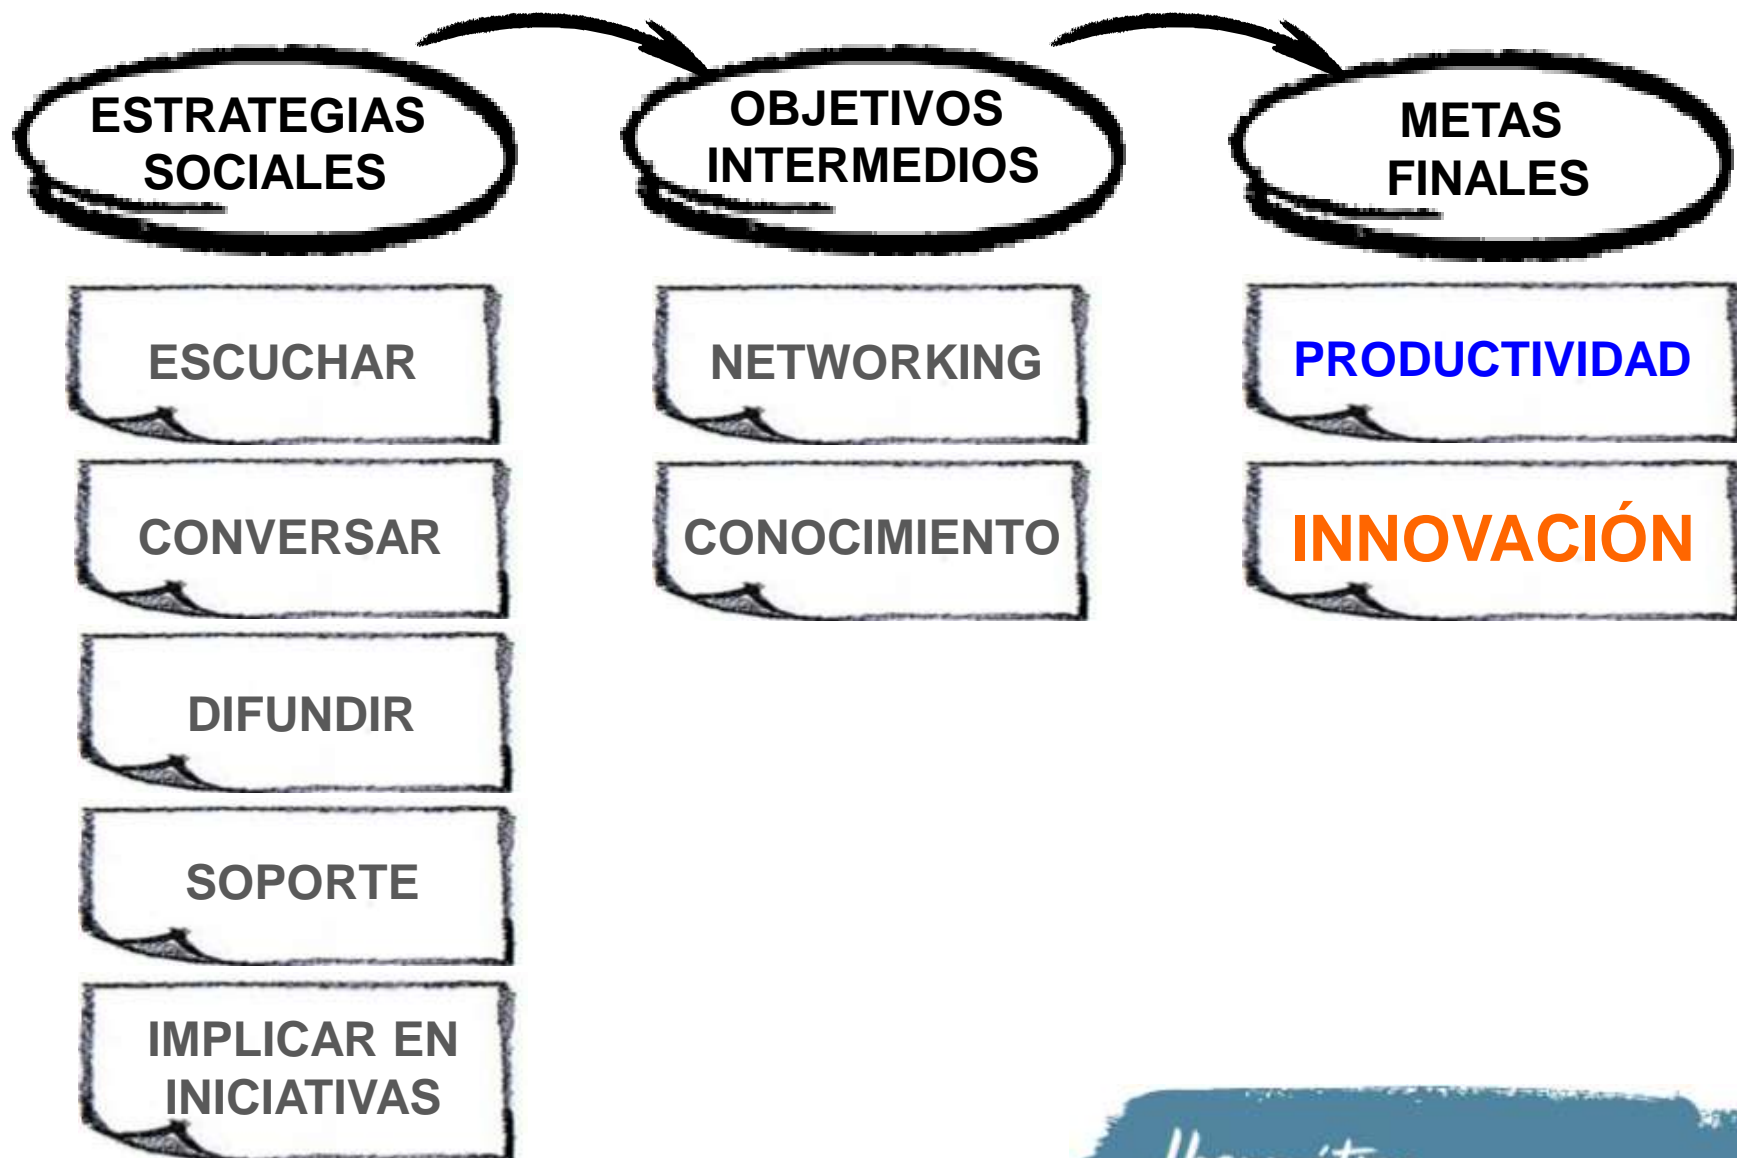 ESTRATEGIAS
SOCIALES
OBJETIVOS
INTERMEDIOS
METAS
FINALES
ESCUCHAR
CONVERSAR
DIFUNDIR
SOPORTE
IMPLICAR EN
INICIATIVAS
NETWORKING
CONOCIMIENTO
PRODUCTIVIDAD
INNOVACIÓN